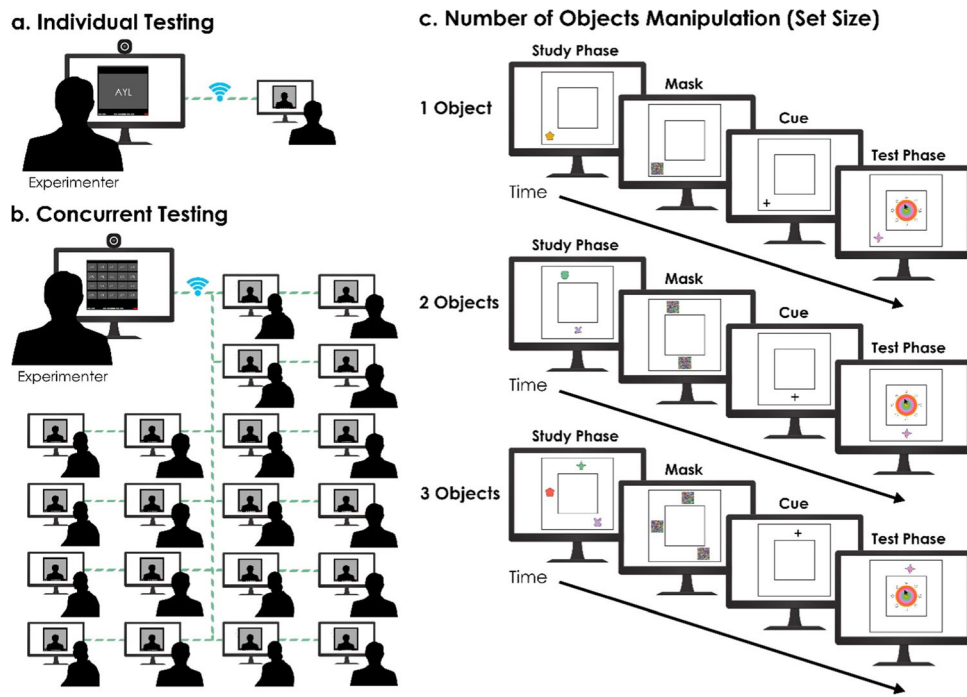 a. Individual Testing
AYL
Experimenter
b. Concurrent Testing
Experimenter
c. Number of Objects Manipulation (Set Size)
Study Phase
1 Object
Mask
Cue
Test Phase
Time
Study Phase
2 Objects
Mask
Cue
Test Phase
Time
Study Phase
3 Objects
Mask
Cue
Test Phase
Time